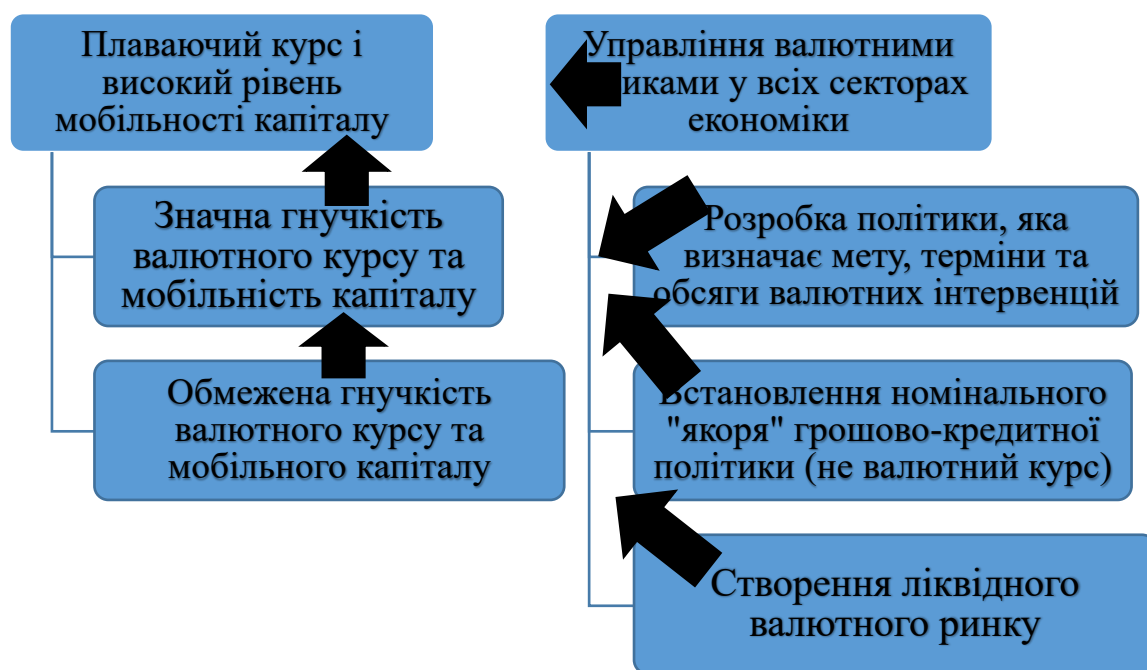 Плаваючий курс і
високий рівень
мобільності капіталу
Значна гнучкість
валютного курсу та
мобільність капіталу
Обмежена гнучкість
валютного курсу та
мобільного капіталу
Управління валютними
иками у всіх секторах
економіки
Розробка політики, яка
визначає мету, терміни та
обсяги валютних інтервенцій
Встановлення номінального
"якоря" грошово-кредитної
політики (не валютний курс)
Створення ліквідного
валютного ринку